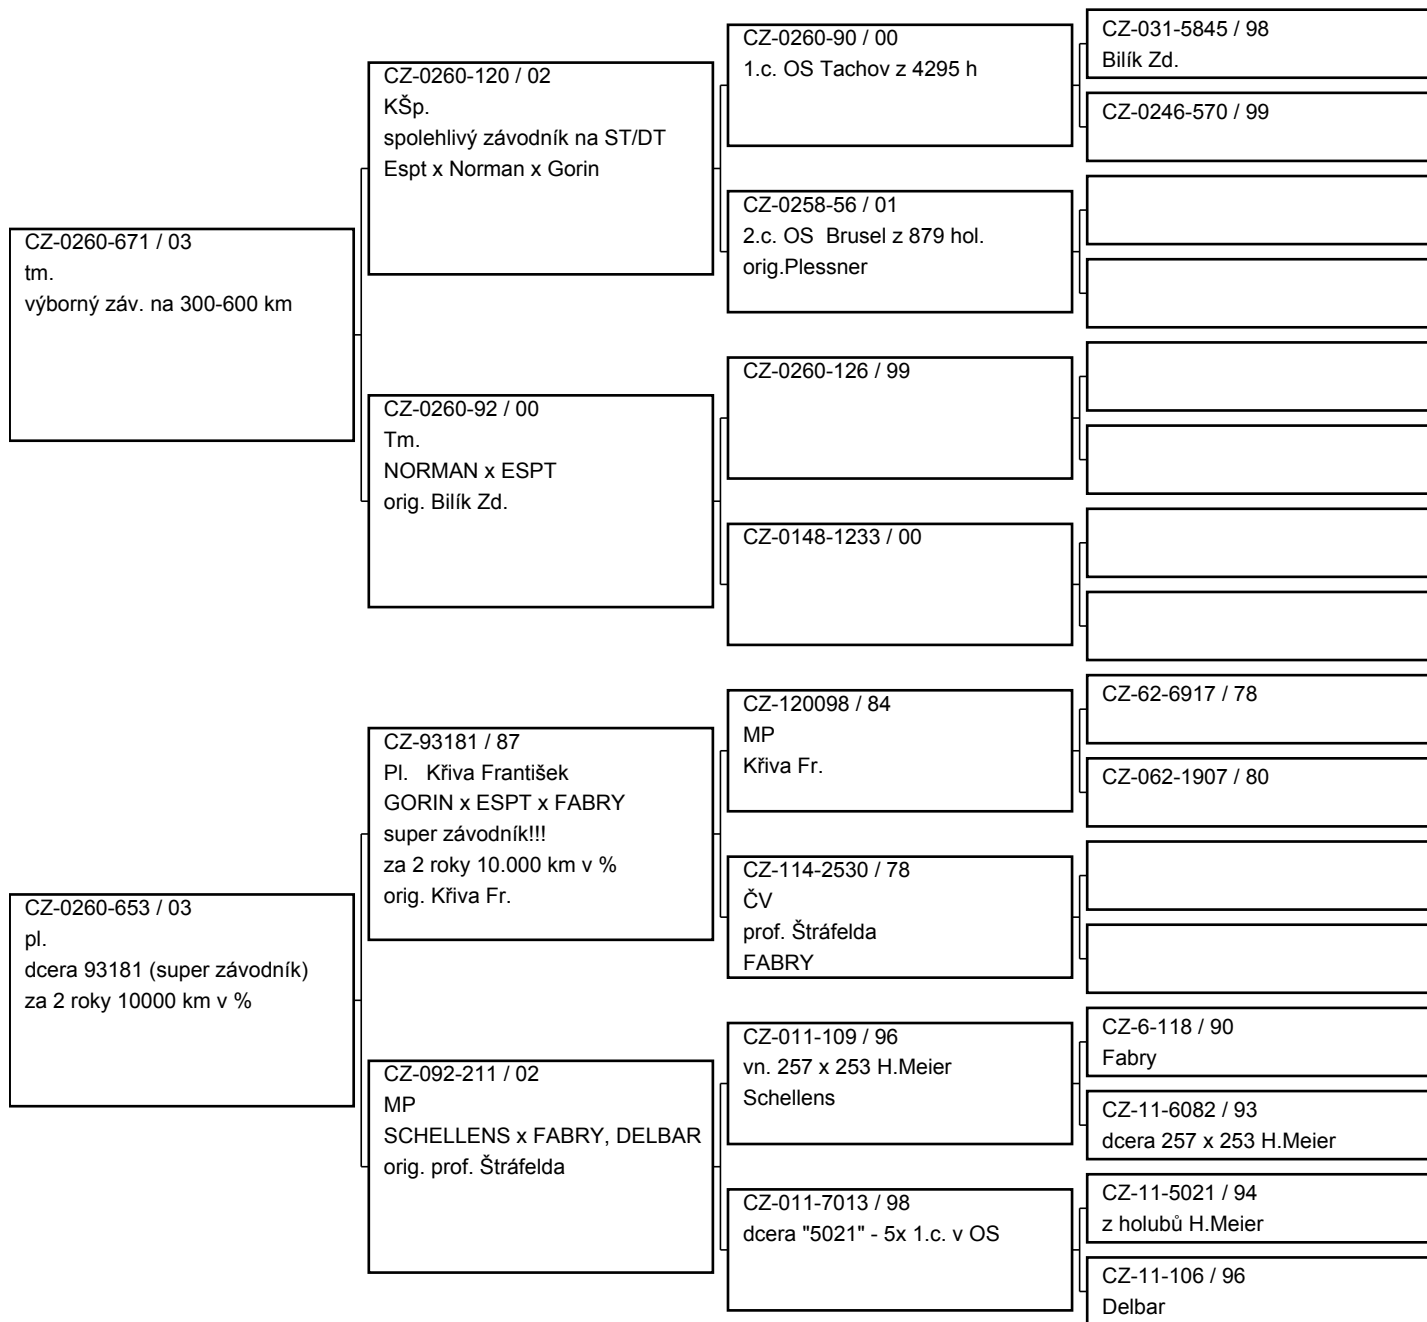 CZ-0260-671 / 03
tm.
výborný záv. na 300-600 km
CZ-0260-653 / 03
pl.
dcera 93181 (super závodník)
za 2 roky 10000 km v %
CZ-0260-120 / 02
KŠp.
spolehlivý závodník na ST/DT
Espt x Norman x Gorin
CZ-0260-92 / 00
Tm.
NORMAN x ESPT
orig. Bilík Zd.
CZ-93181 / 87
Pl.   Křiva František
GORIN x ESPT x FABRY
super závodník!!!
za 2 roky 10.000 km v %
orig. Křiva Fr.
CZ-092-211 / 02
MP
SCHELLENS x FABRY, DELBAR
orig. prof. Štráfelda
CZ-0260-90 / 00
1.c. OS Tachov z 4295 h
CZ-0258-56 / 01
2.c. OS  Brusel z 879 hol.
orig.Plessner
CZ-0260-126 / 99
CZ-0148-1233 / 00
CZ-120098 / 84
MP
Křiva Fr.
CZ-114-2530 / 78
ČV
prof. Štráfelda
FABRY
CZ-011-109 / 96
vn. 257 x 253 H.Meier
Schellens
CZ-011-7013 / 98
dcera "5021" - 5x 1.c. v OS
CZ-031-5845 / 98
Bilík Zd.
CZ-0246-570 / 99
CZ-62-6917 / 78
CZ-062-1907 / 80
CZ-6-118 / 90
Fabry
CZ-11-6082 / 93
dcera 257 x 253 H.Meier
CZ-11-5021 / 94
z holubů H.Meier
CZ-11-106 / 96
Delbar